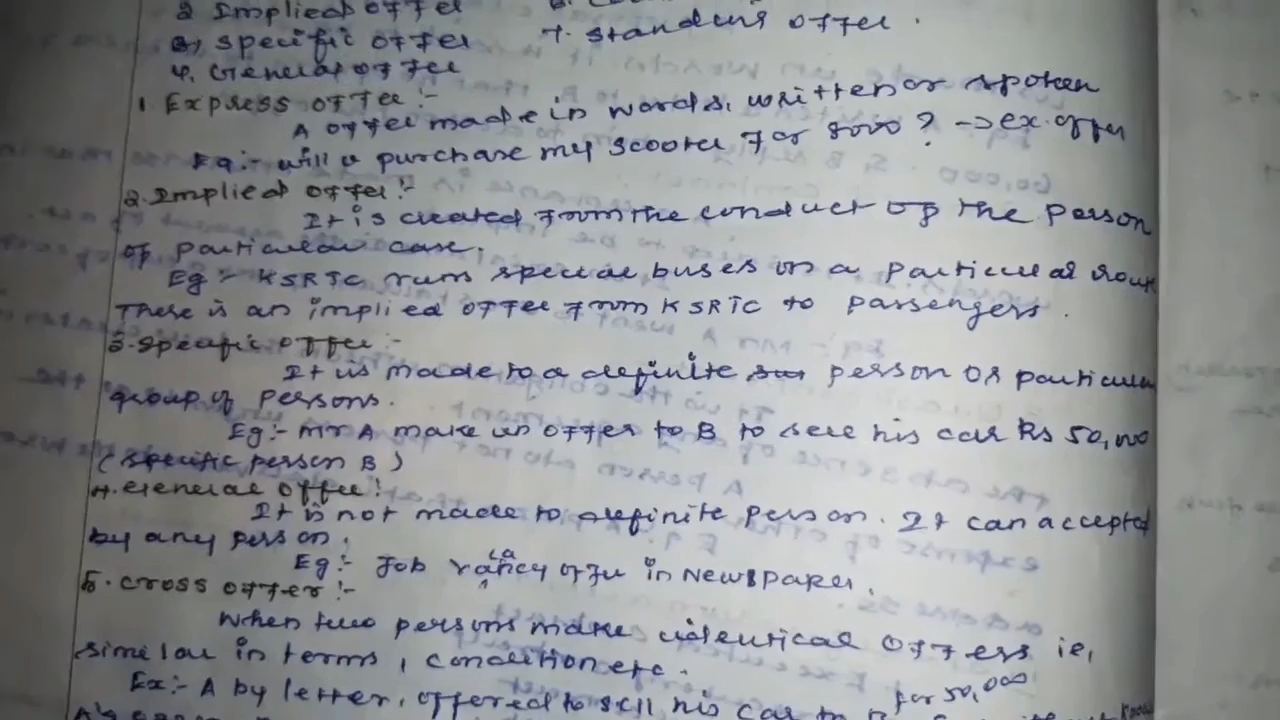 2 Implied offer
3, specific offer 7. standing offer.
4. General offer
1. Express offer :-
A offer made in words, written or spoken
Eg:- will u purchase my scooter for 8000? -> ex. offer
2. Implied offer :-
It is created from the conduct of the person
of particular case.
Eg :- KSRTC runs special buses on a particular route
There is an implied offer from KSRTC to passengers.
3. Specific offer :-
It is made to a definite person or particular
group of persons.
Eg:- Mr A make an offer to B to sell his car Rs 50,000
(specific person B)
4. General offer :
It is not made to definite person. It can accepted
by any person.
Eg:- Job vacancy offer in Newspaper.
5. cross offer :-
When two persons make identical offers ie,
similar in terms, condition etc.
Ex:- A by letter, offered to sell his car to B for 50,000